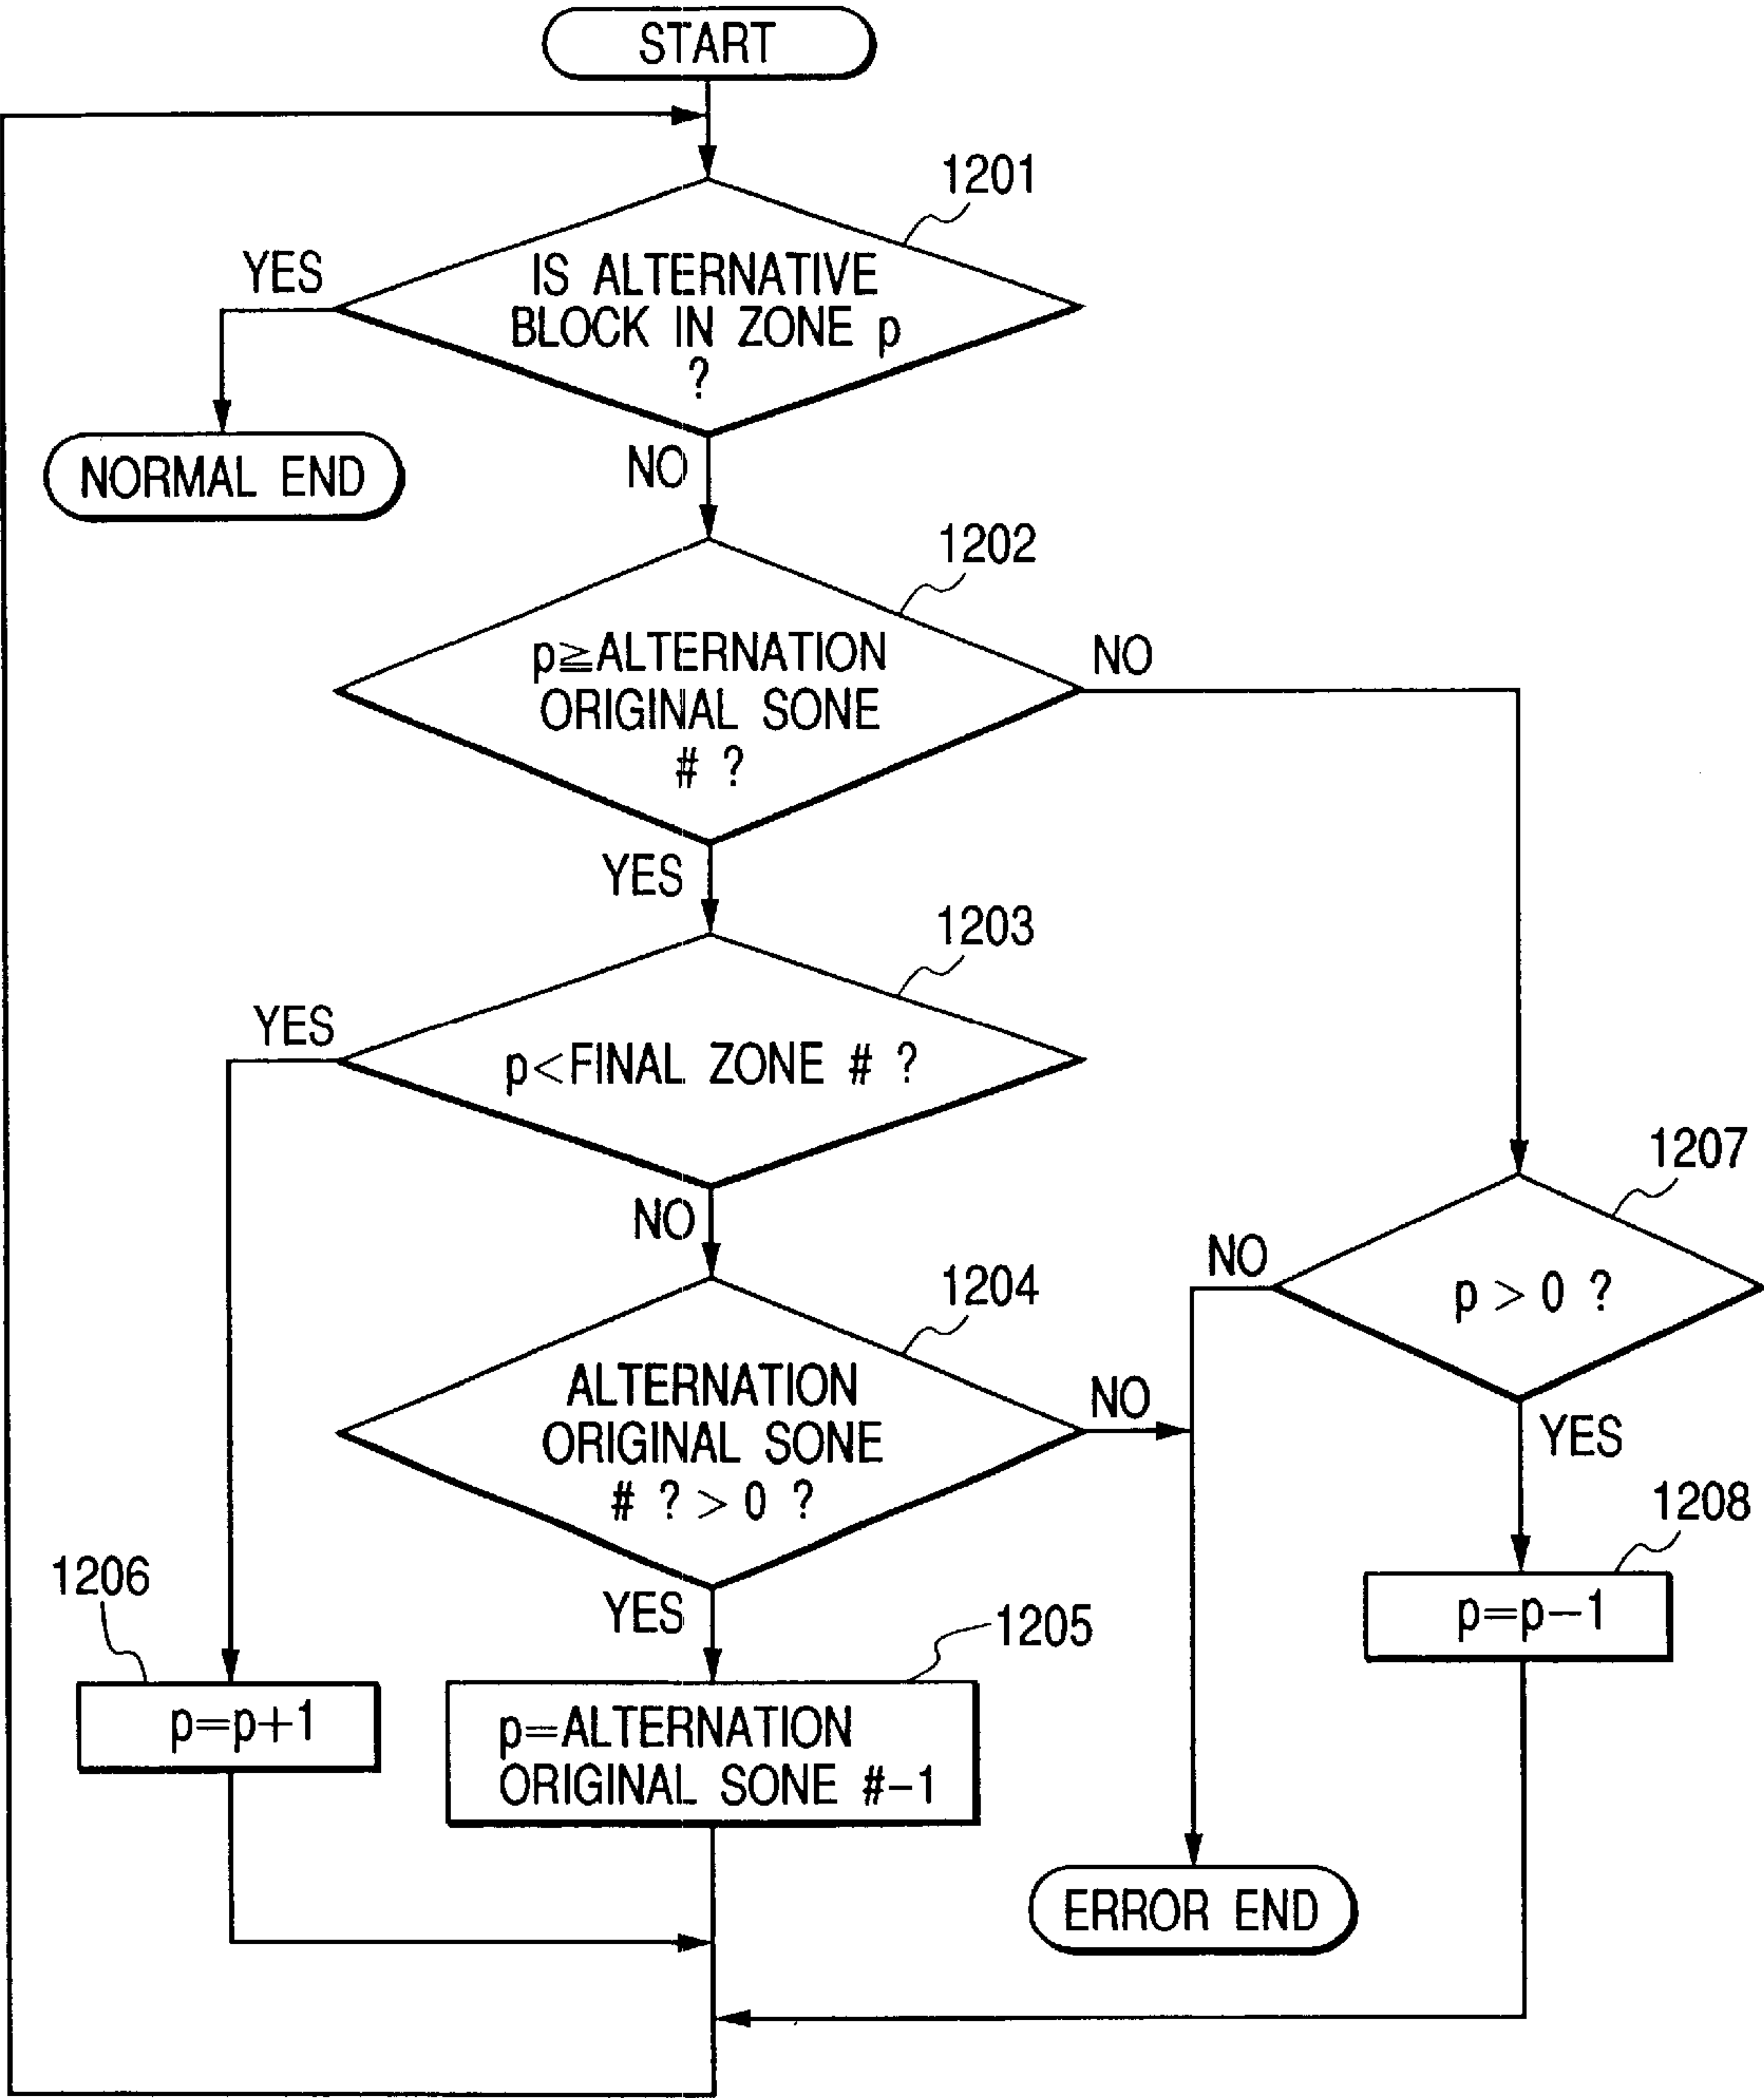 START
1201
YES
IS ALTERNATIVE
BLOCK IN ZONE p
?
NORMAL END
NO
1202
p≧ALTERNATION
ORIGINAL SONE
# ?
NO
YES
1203
YES
p<FINAL ZONE # ?
NO
1207
NO
p > 0 ?
1204
ALTERNATION
ORIGINAL SONE
# ? > 0 ?
NO
YES
1208
p=p−1
1206
YES
1205
p=p+1
p=ALTERNATION
ORIGINAL SONE #−1
ERROR END